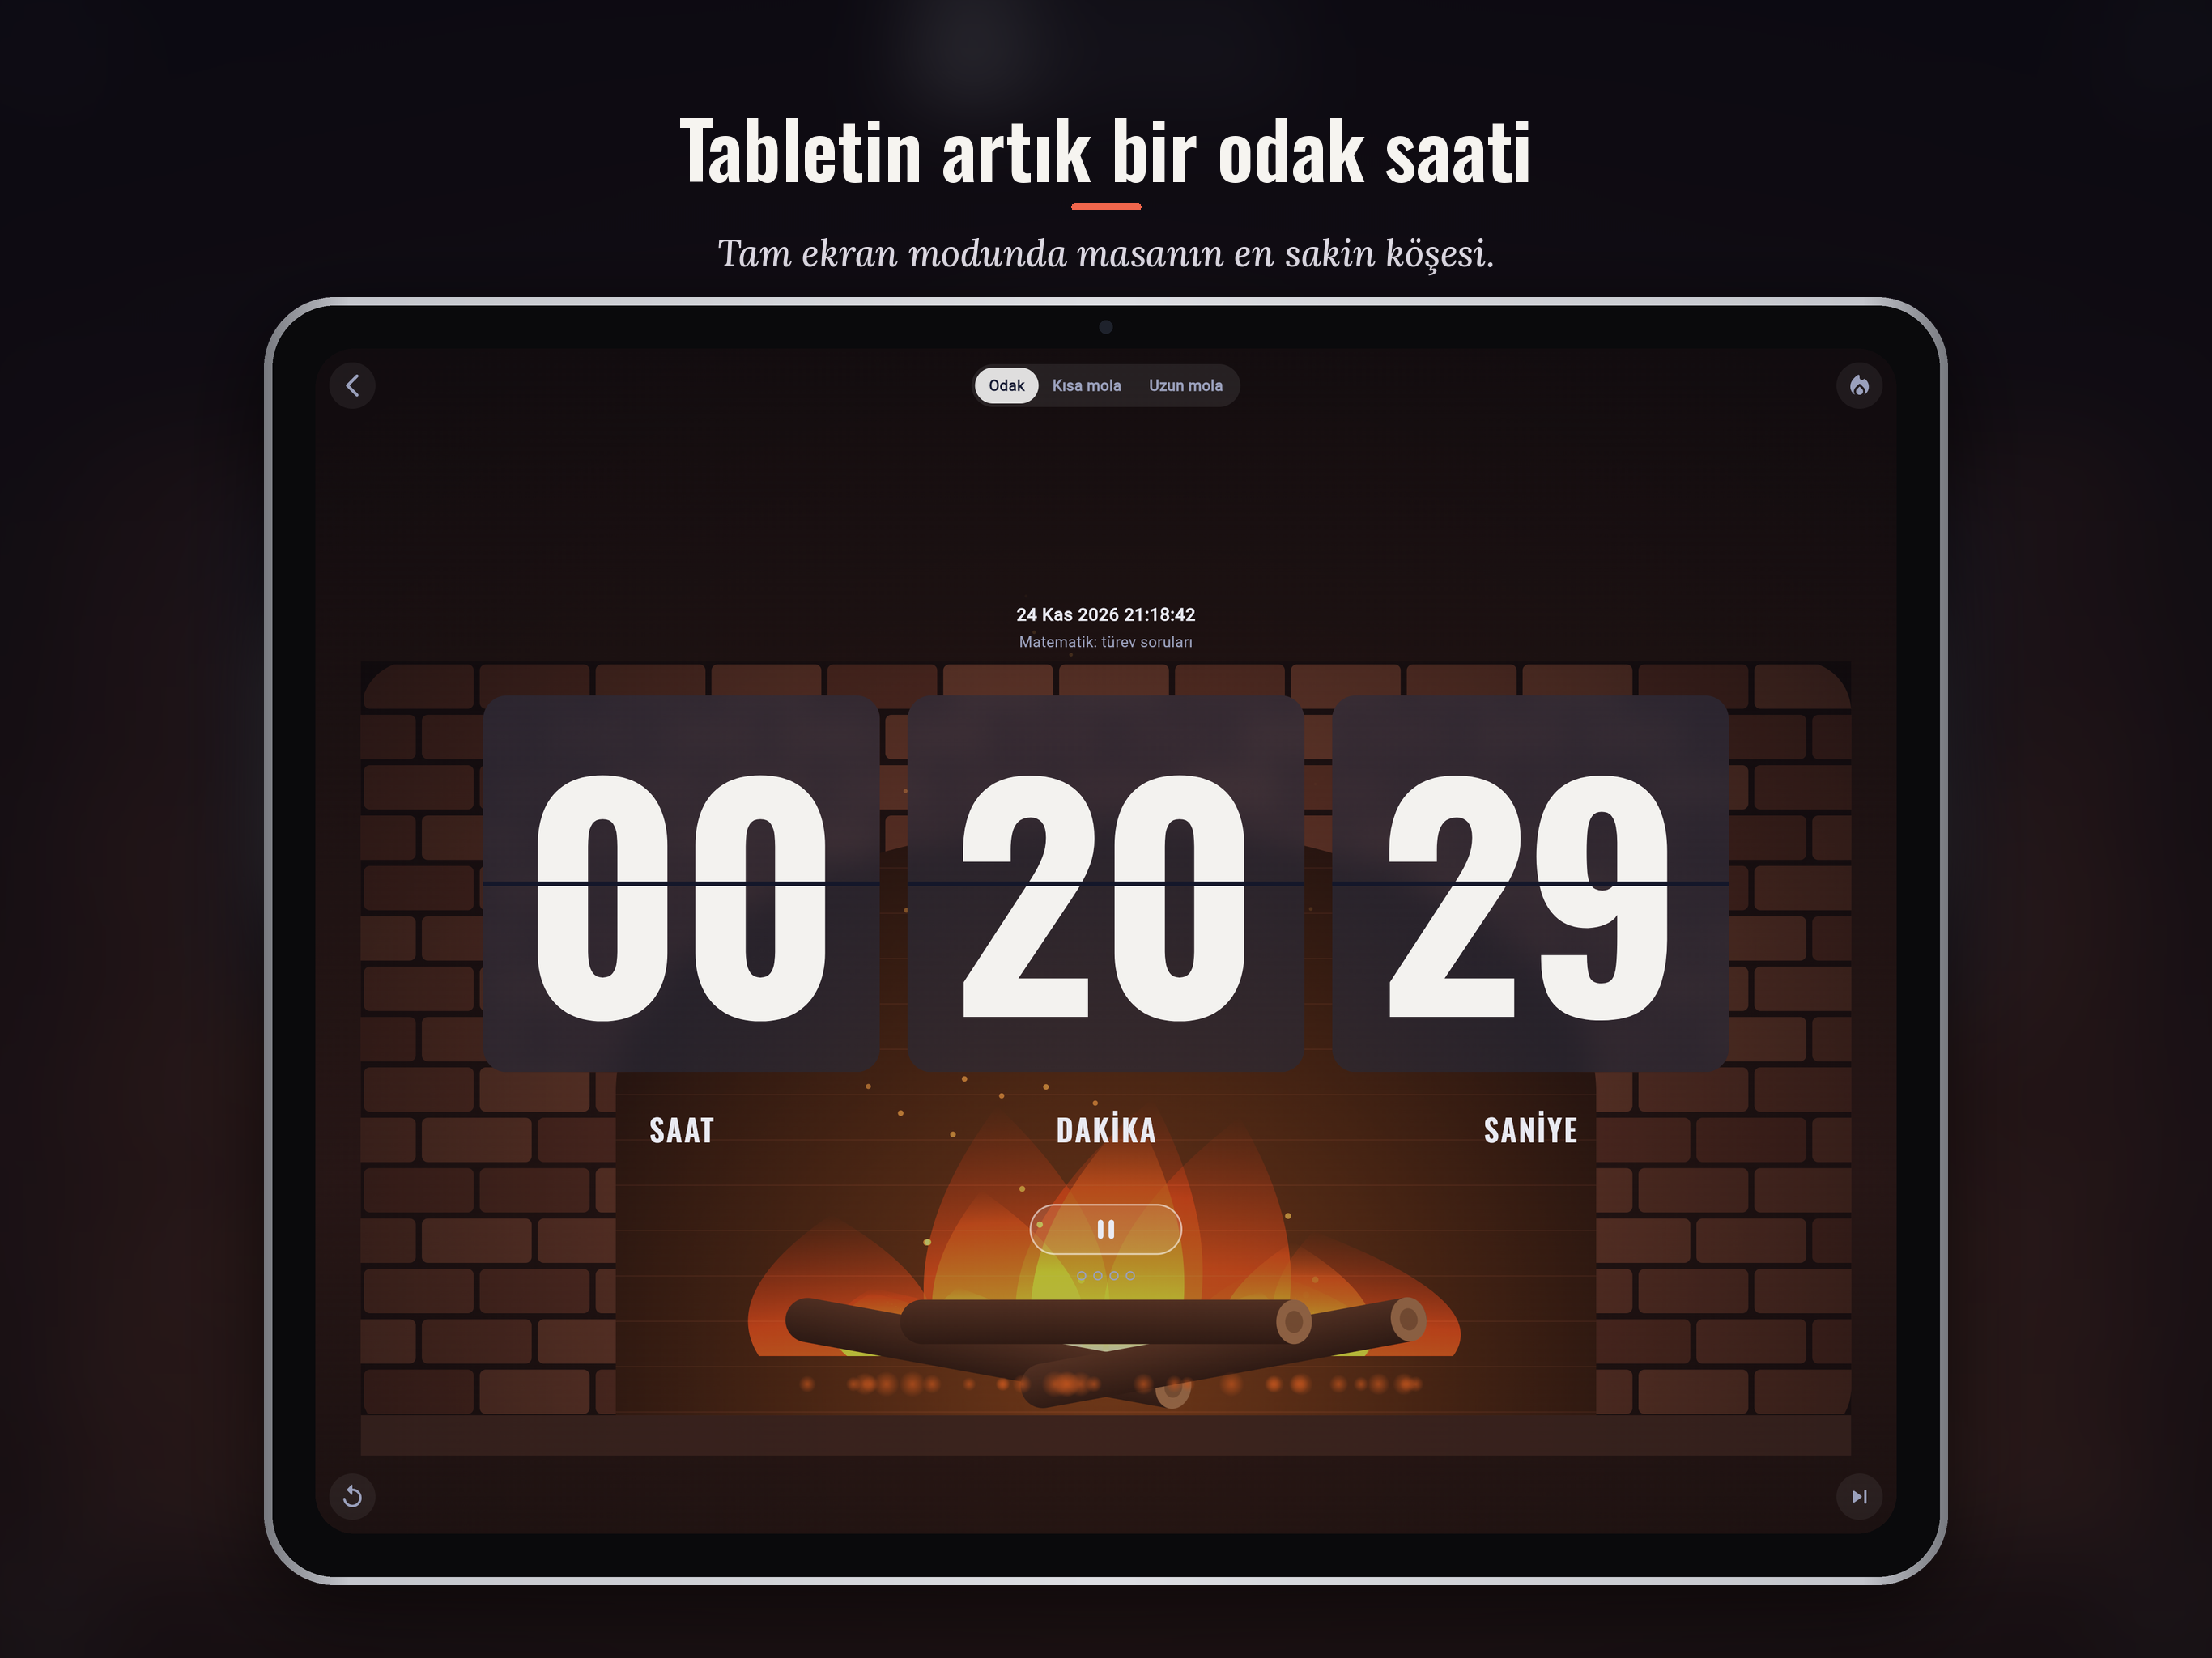 Tabletin artık bir odak saati
Tam ekran modunda masanın en sakin köşesi.
Odak Kısa mola Uzun mola
24 Kas 2026 21:18:42
Matematik: türev soruları
00 20 29
SAAT DAKİKA SANİYE